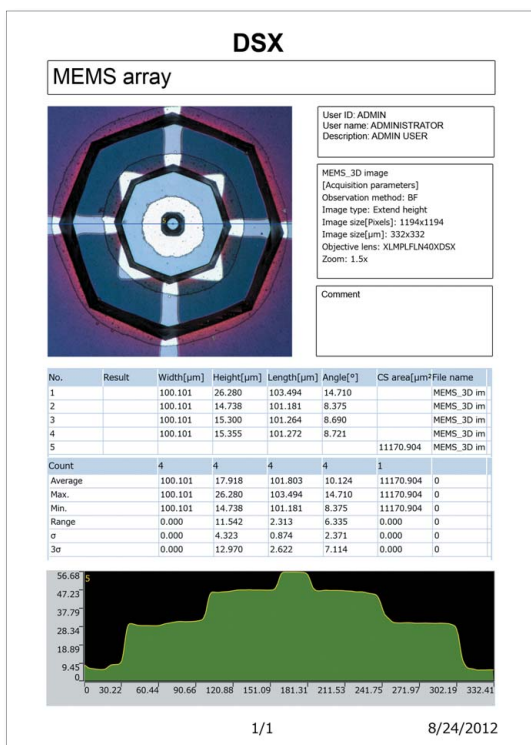 DSX
MEMS array
User ID: ADMIN
User name: ADMINISTRATOR
Description: ADMIN USER
MEMS_3D image
[Acquisition parameters]
Observation method: BF
Image type: Extend height
Image size[Pixels]: 1194x1194
Image size[µm]: 332x332
Objective lens: XLMPLFLN40XDSX
Zoom: 1.5x
Comment
No. Result Width[µm] Height[µm] Length[µm] Angle[°] CS area[µm² File name
1 100.101 26.280 103.494 14.710 MEMS_3D im
2 100.101 14.738 101.181 8.375 MEMS_3D im
3 100.101 15.300 101.264 8.690 MEMS_3D im
4 100.101 15.355 101.272 8.721 MEMS_3D im
5 11170.904 MEMS_3D im
Count 4 4 4 4 1
Average 100.101 17.918 101.803 10.124 11170.904 0
Max. 100.101 26.280 103.494 14.710 11170.904 0
Min. 100.101 14.738 101.181 8.375 11170.904 0
Range 0.000 11.542 2.313 6.335 0.000 0
σ 0.000 4.323 0.874 2.371 0.000 0
3σ 0.000 12.970 2.622 7.114 0.000 0
5
56.68
47.23
37.79
28.34
18.89
9.45
0
0 30.22 60.44 90.66 120.88 151.09 181.31 211.53 241.75 271.97 302.19 332.41
1/1 8/24/2012